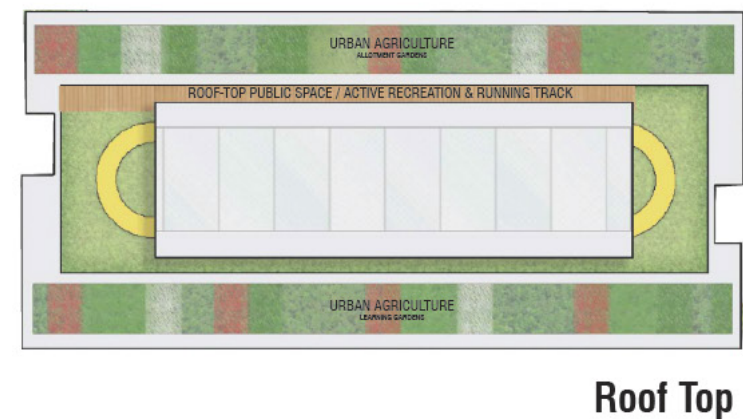 URBAN AGRICULTURE
ALLOTMENT GARDENS
ROOF-TOP PUBLIC SPACE / ACTIVE RECREATION & RUNNING TRACK
URBAN AGRICULTURE
LEARNING GARDENS
Roof Top